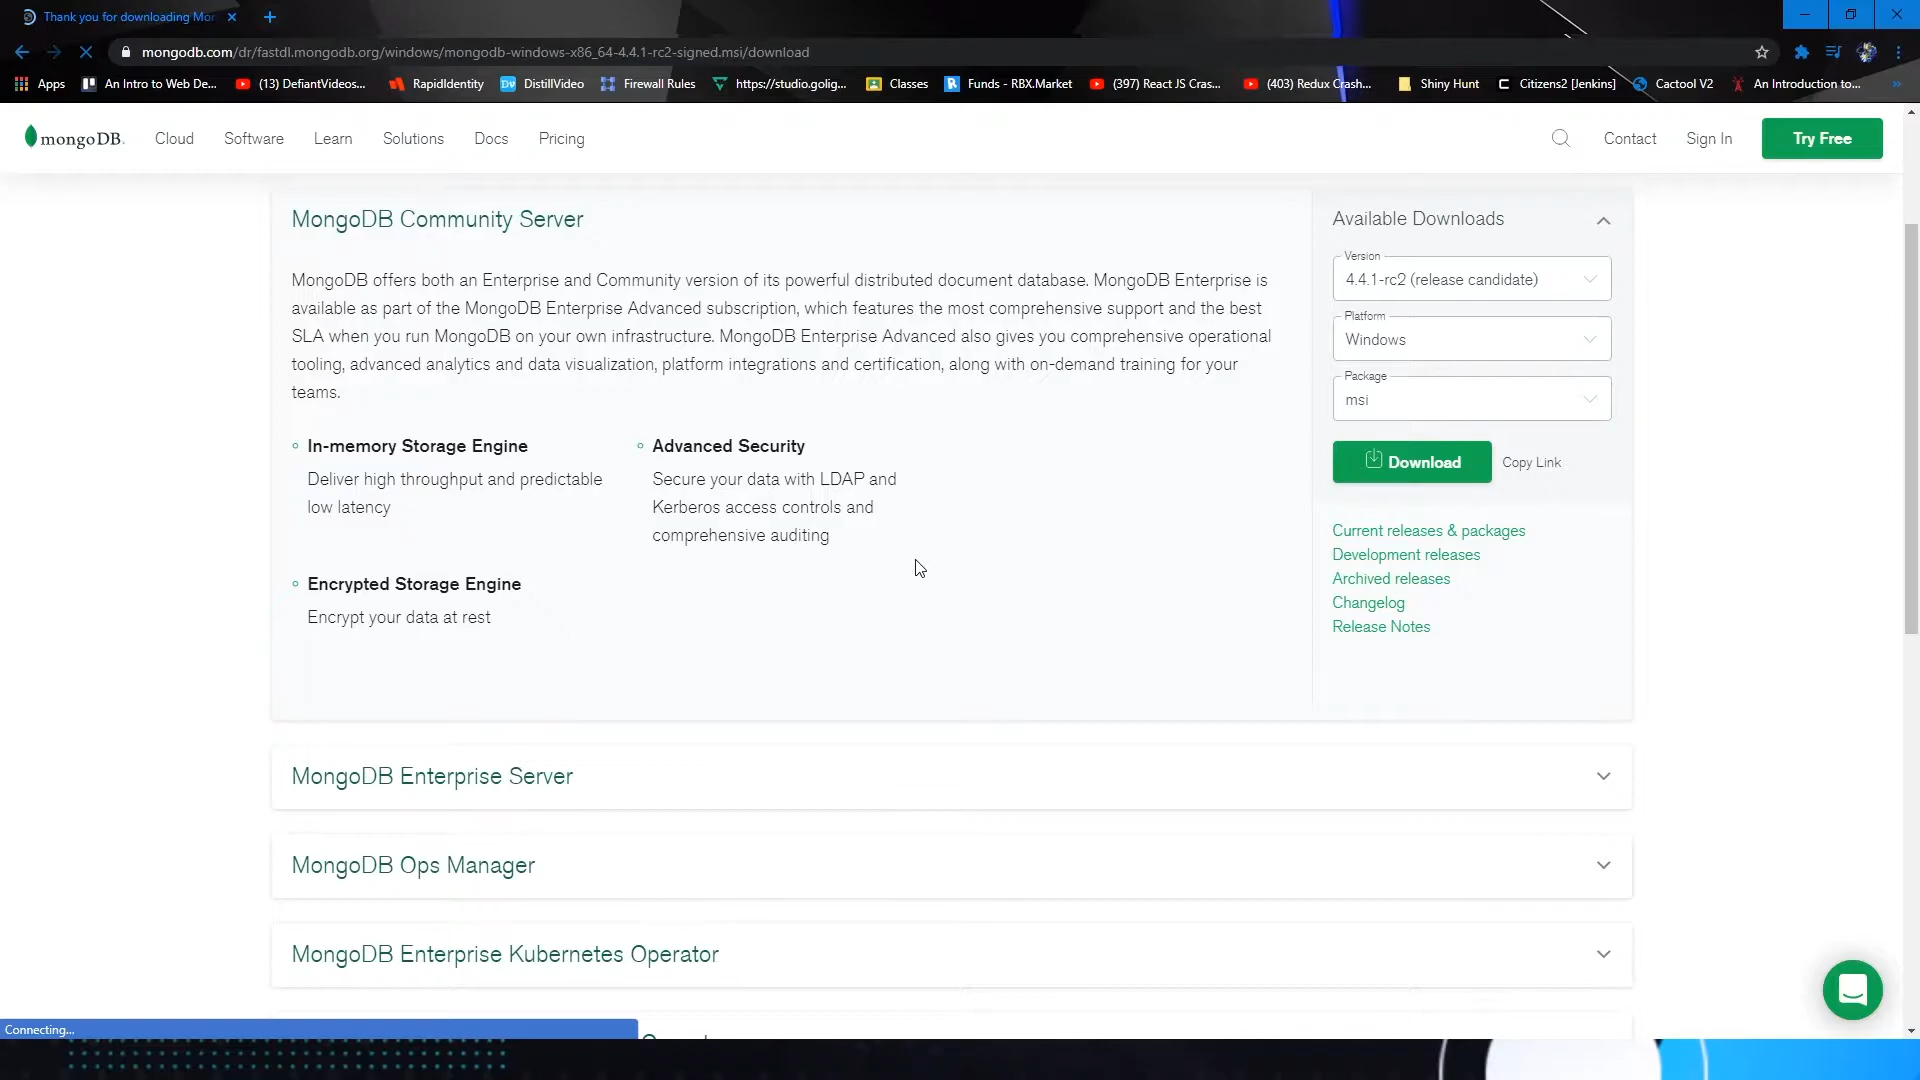 Thank you for downloading Mon
mongodb.com/dr/fastdl.mongodb.org/windows/mongodb-windows-x86_64-4.4.1-rc2-signed.msi/download
Apps An Intro to Web De... (13) DefiantVideos... RapidIdentity Dv DistillVideo Firewall Rules https://studio.golig... Classes Funds - RBX.Market (397) React JS Cras... (403) Redux Crash... Shiny Hunt Citizens2 [Jenkins] Cactool V2 An Introduction to... »
mongoDB. Cloud Software Learn Solutions Docs Pricing Contact Sign In Try Free
MongoDB Community Server
MongoDB offers both an Enterprise and Community version of its powerful distributed document database. MongoDB Enterprise is
available as part of the MongoDB Enterprise Advanced subscription, which features the most comprehensive support and the best
SLA when you run MongoDB on your own infrastructure. MongoDB Enterprise Advanced also gives you comprehensive operational
tooling, advanced analytics and data visualization, platform integrations and certification, along with on-demand training for your
teams.
In-memory Storage Engine
Deliver high throughput and predictable
low latency
Advanced Security
Secure your data with LDAP and
Kerberos access controls and
comprehensive auditing
Encrypted Storage Engine
Encrypt your data at rest
Available Downloads
Version
4.4.1-rc2 (release candidate)
Platform
Windows
Package
msi
Download Copy Link
Current releases & packages
Development releases
Archived releases
Changelog
Release Notes
MongoDB Enterprise Server
MongoDB Ops Manager
MongoDB Enterprise Kubernetes Operator
Connecting...